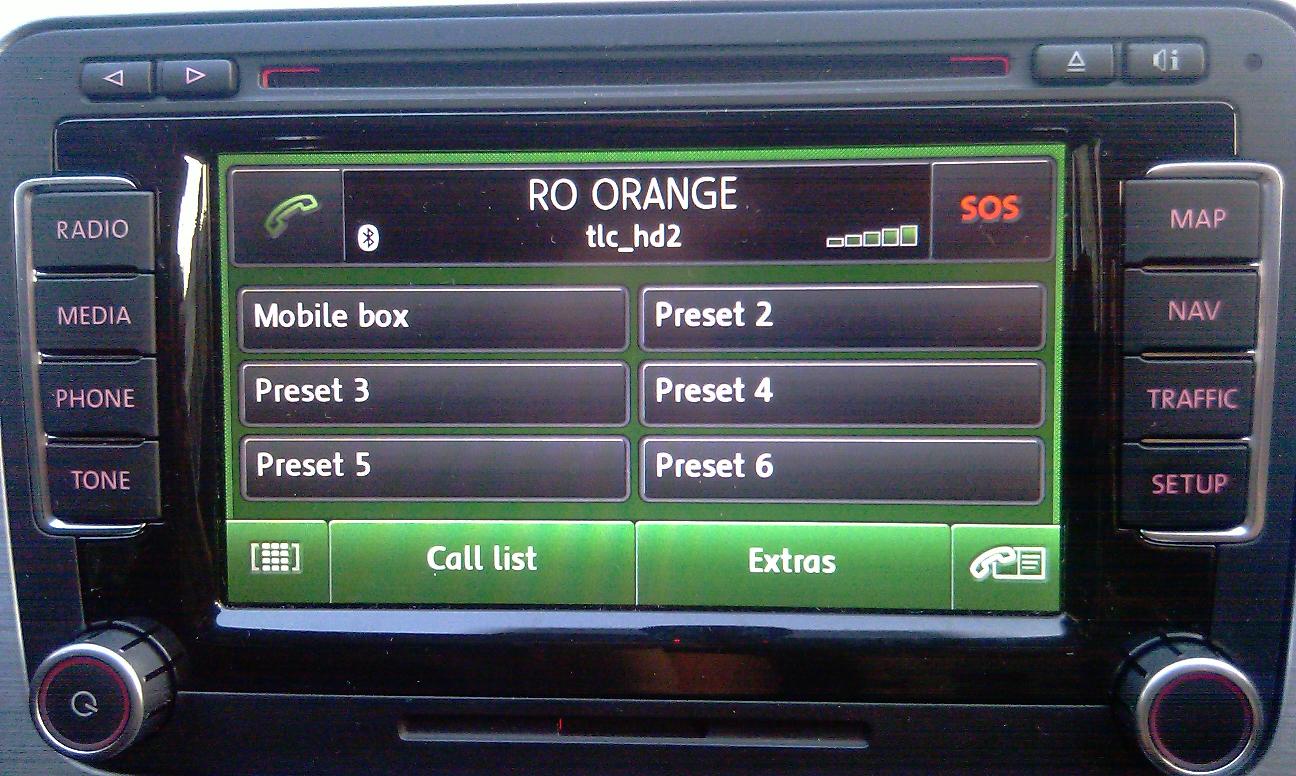 RO ORANGE
tlc_hd2
SOS
RADIO
MEDIA
PHONE
TONE
Mobile box
Preset 2
Preset 3
Preset 4
Preset 5
Preset 6
Call list
Extras
MAP
NAV
TRAFFIC
SETUP